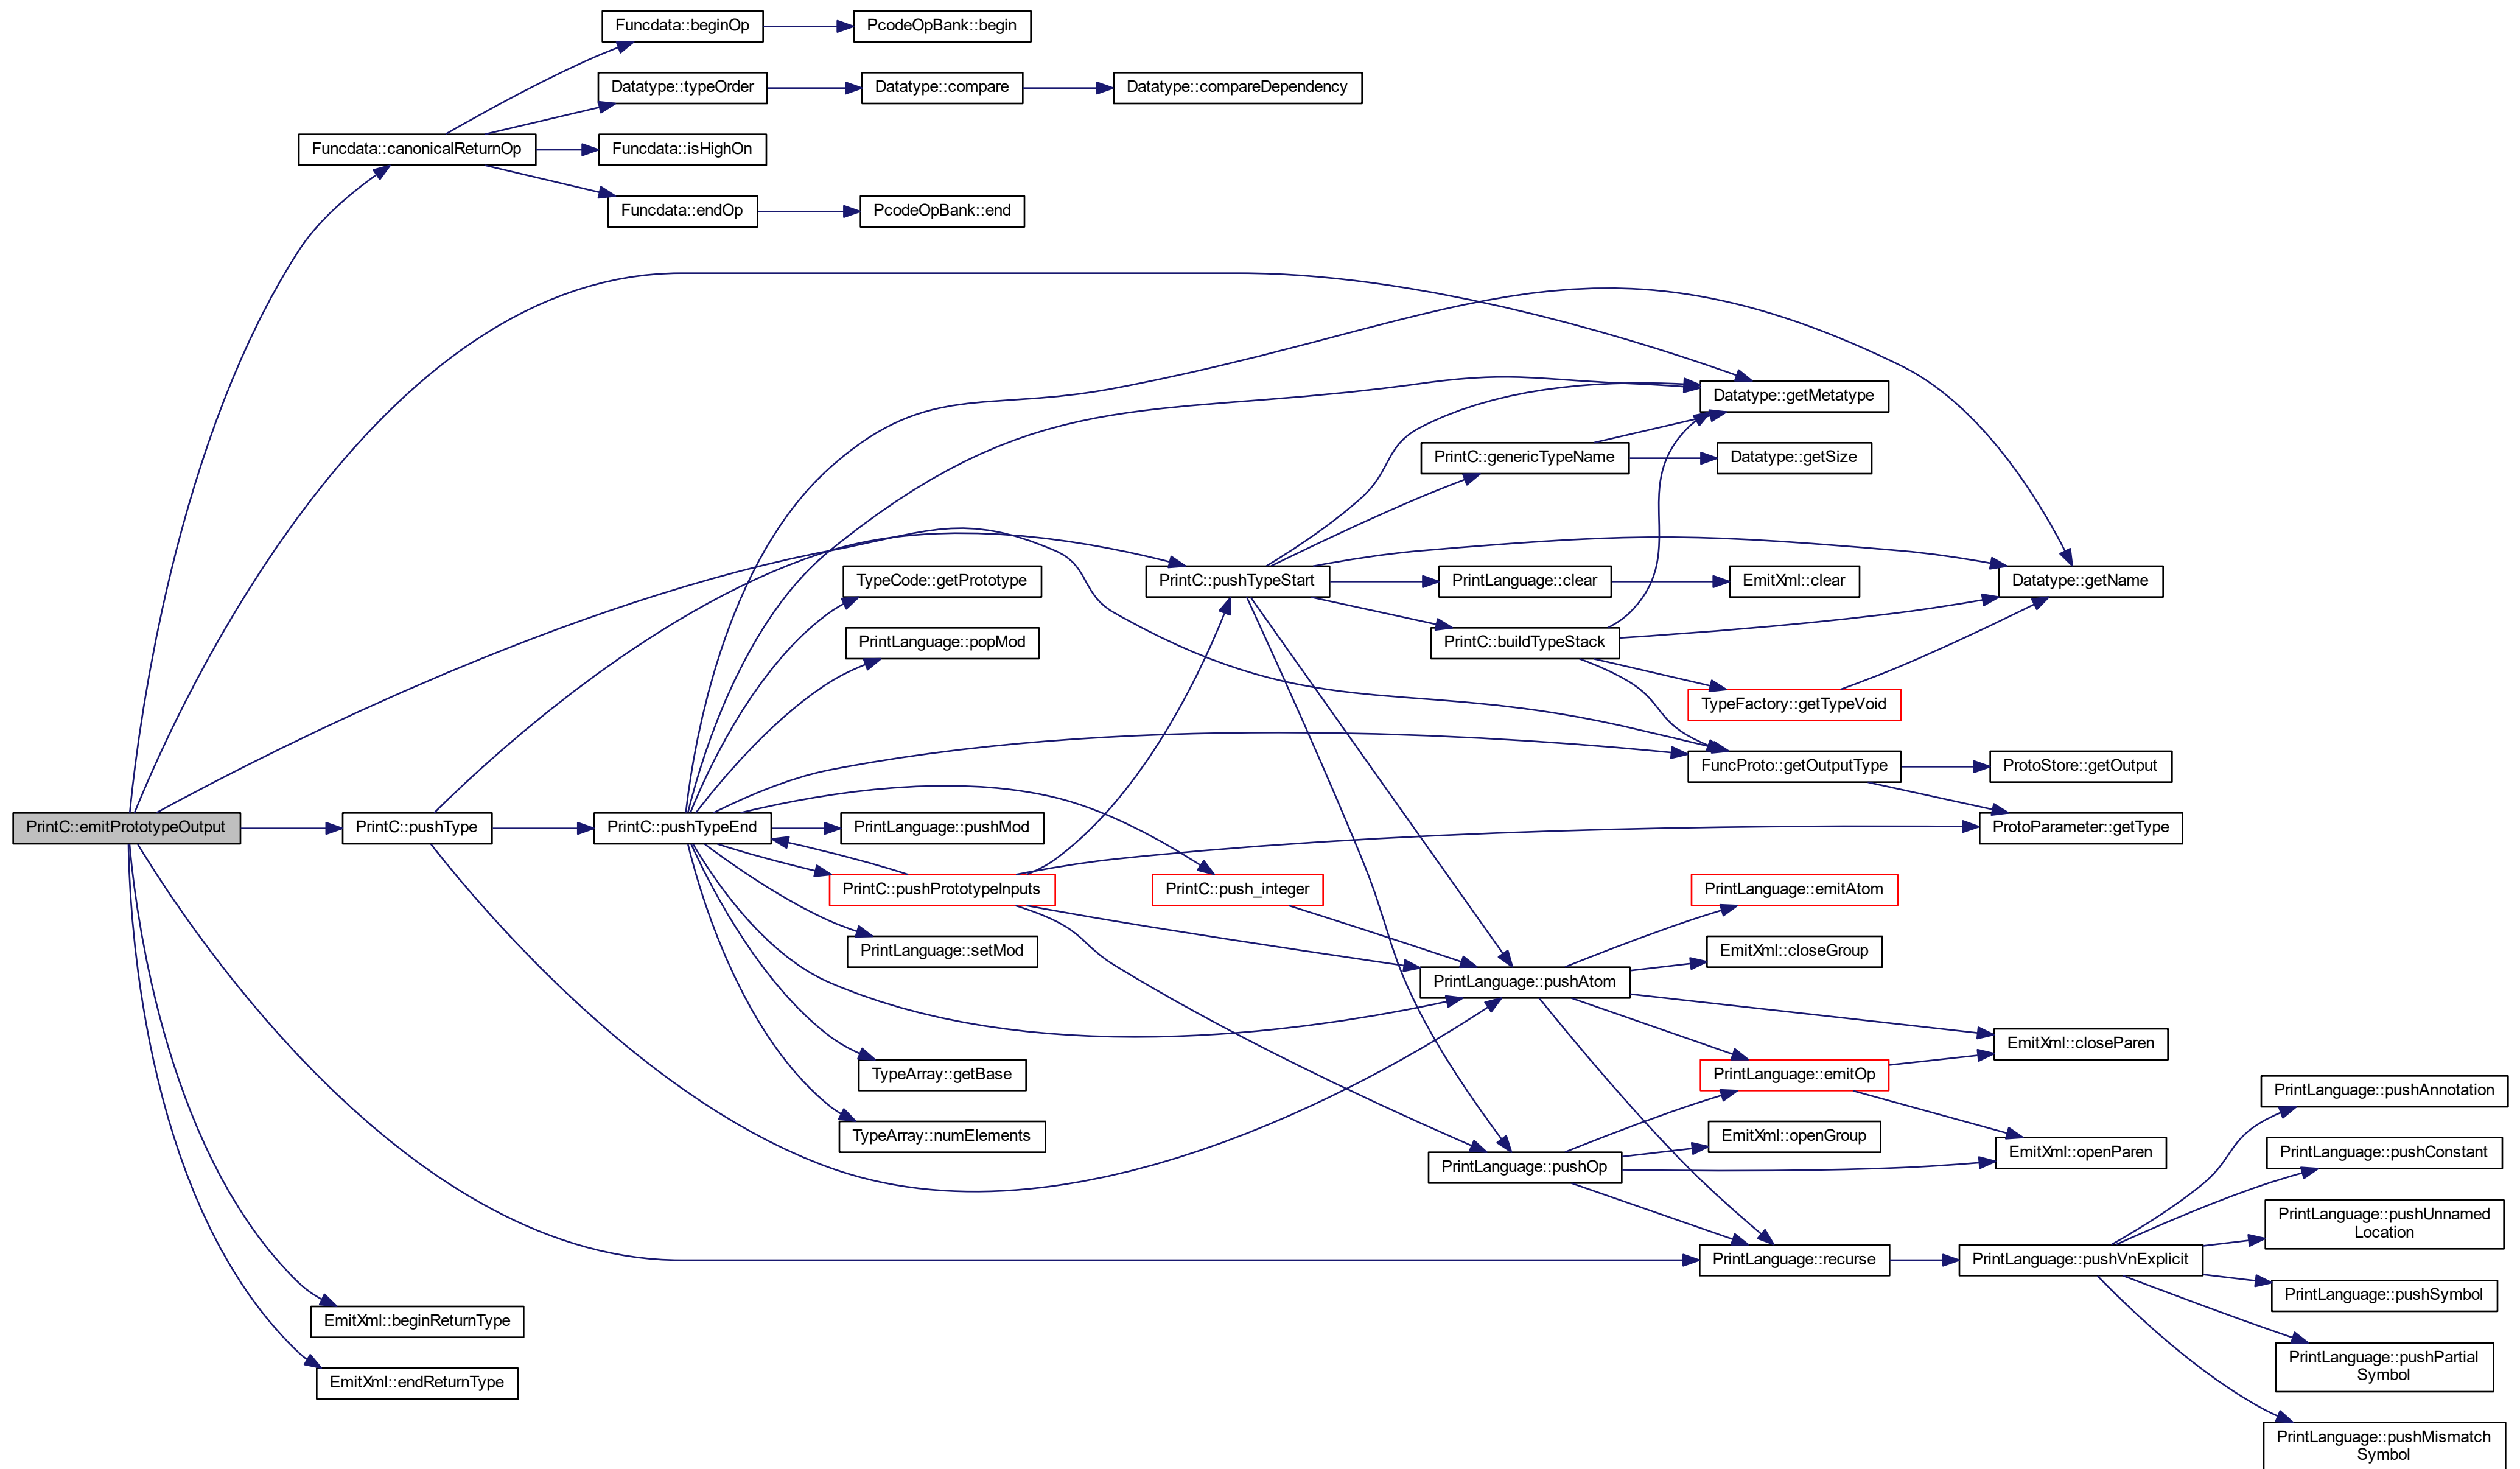 Funcdata::beginOp
PcodeOpBank::begin
Datatype::typeOrder
Datatype::compare
Datatype::compareDependency
Funcdata::canonicalReturnOp
Funcdata::isHighOn
Funcdata::endOp
PcodeOpBank::end
Datatype::getMetatype
PrintC::genericTypeName
Datatype::getSize
TypeCode::getPrototype
PrintC::pushTypeStart
PrintLanguage::clear
EmitXml::clear
Datatype::getName
PrintLanguage::popMod
PrintC::buildTypeStack
TypeFactory::getTypeVoid
FuncProto::getOutputType
ProtoStore::getOutput
PrintC::emitPrototypeOutput
PrintC::pushType
PrintC::pushTypeEnd
PrintLanguage::pushMod
ProtoParameter::getType
PrintC::pushPrototypeInputs
PrintC::push_integer
PrintLanguage::emitAtom
PrintLanguage::setMod
EmitXml::closeGroup
PrintLanguage::pushAtom
EmitXml::closeParen
TypeArray::getBase
PrintLanguage::emitOp
PrintLanguage::pushAnnotation
TypeArray::numElements
EmitXml::openGroup
PrintLanguage::pushOp
EmitXml::openParen
PrintLanguage::pushConstant
PrintLanguage::pushUnnamed
Location
PrintLanguage::recurse
PrintLanguage::pushVnExplicit
PrintLanguage::pushSymbol
EmitXml::beginReturnType
PrintLanguage::pushPartial
Symbol
EmitXml::endReturnType
PrintLanguage::pushMismatch
Symbol